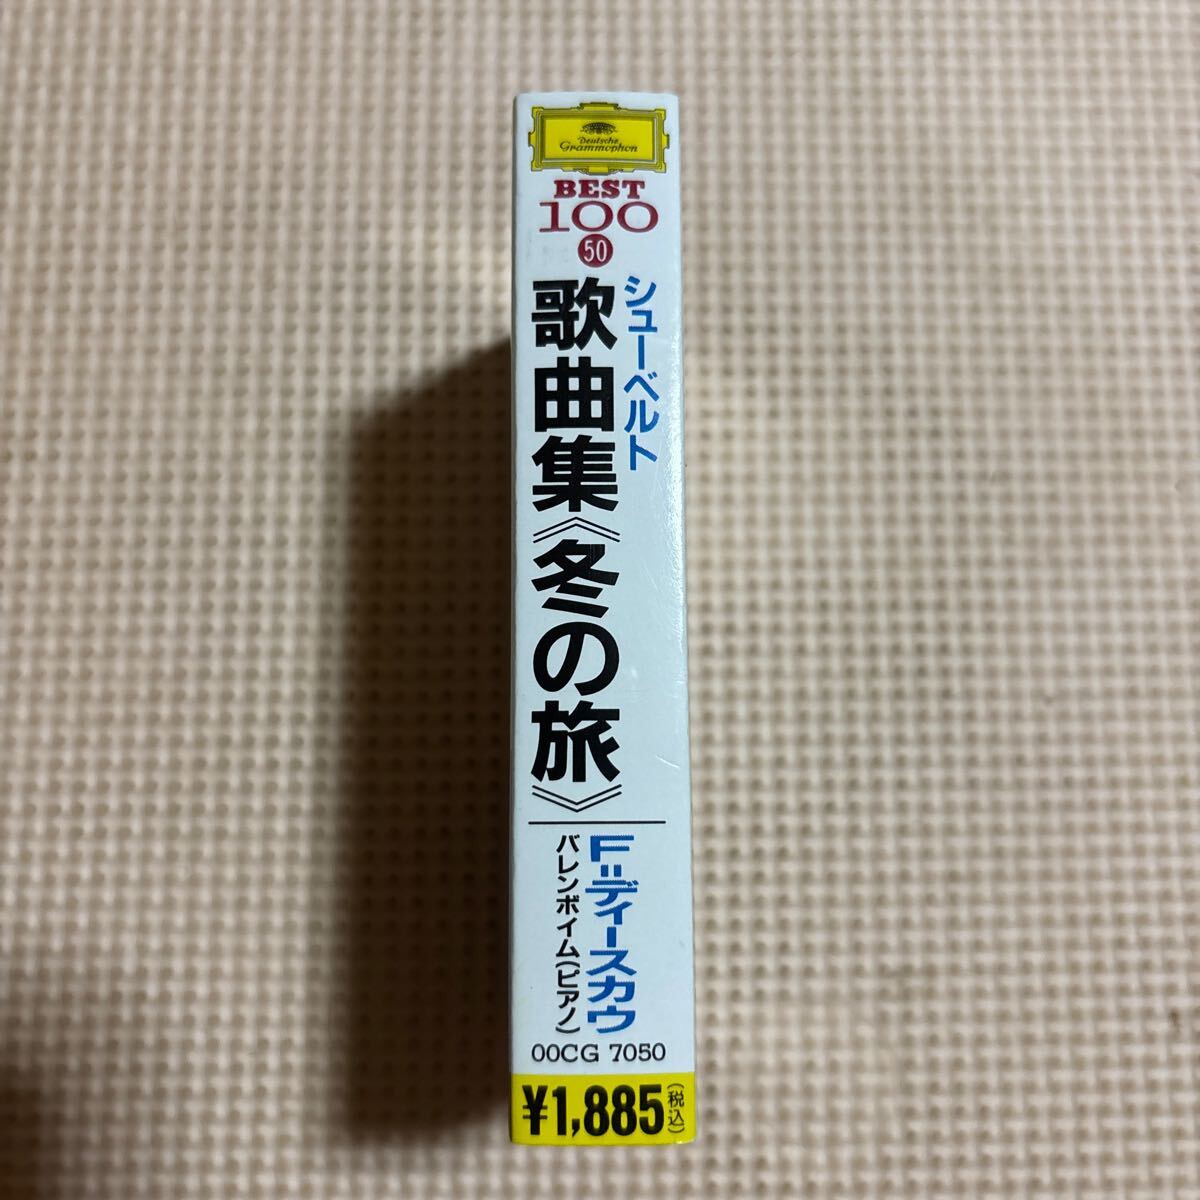 Deutsche
Grammophon
BEST
100
50
シューベルト
歌曲集《冬の旅》
F=ディースカウ
バレンボイム(ピアノ)
00CG 7050
¥1,885(税込)